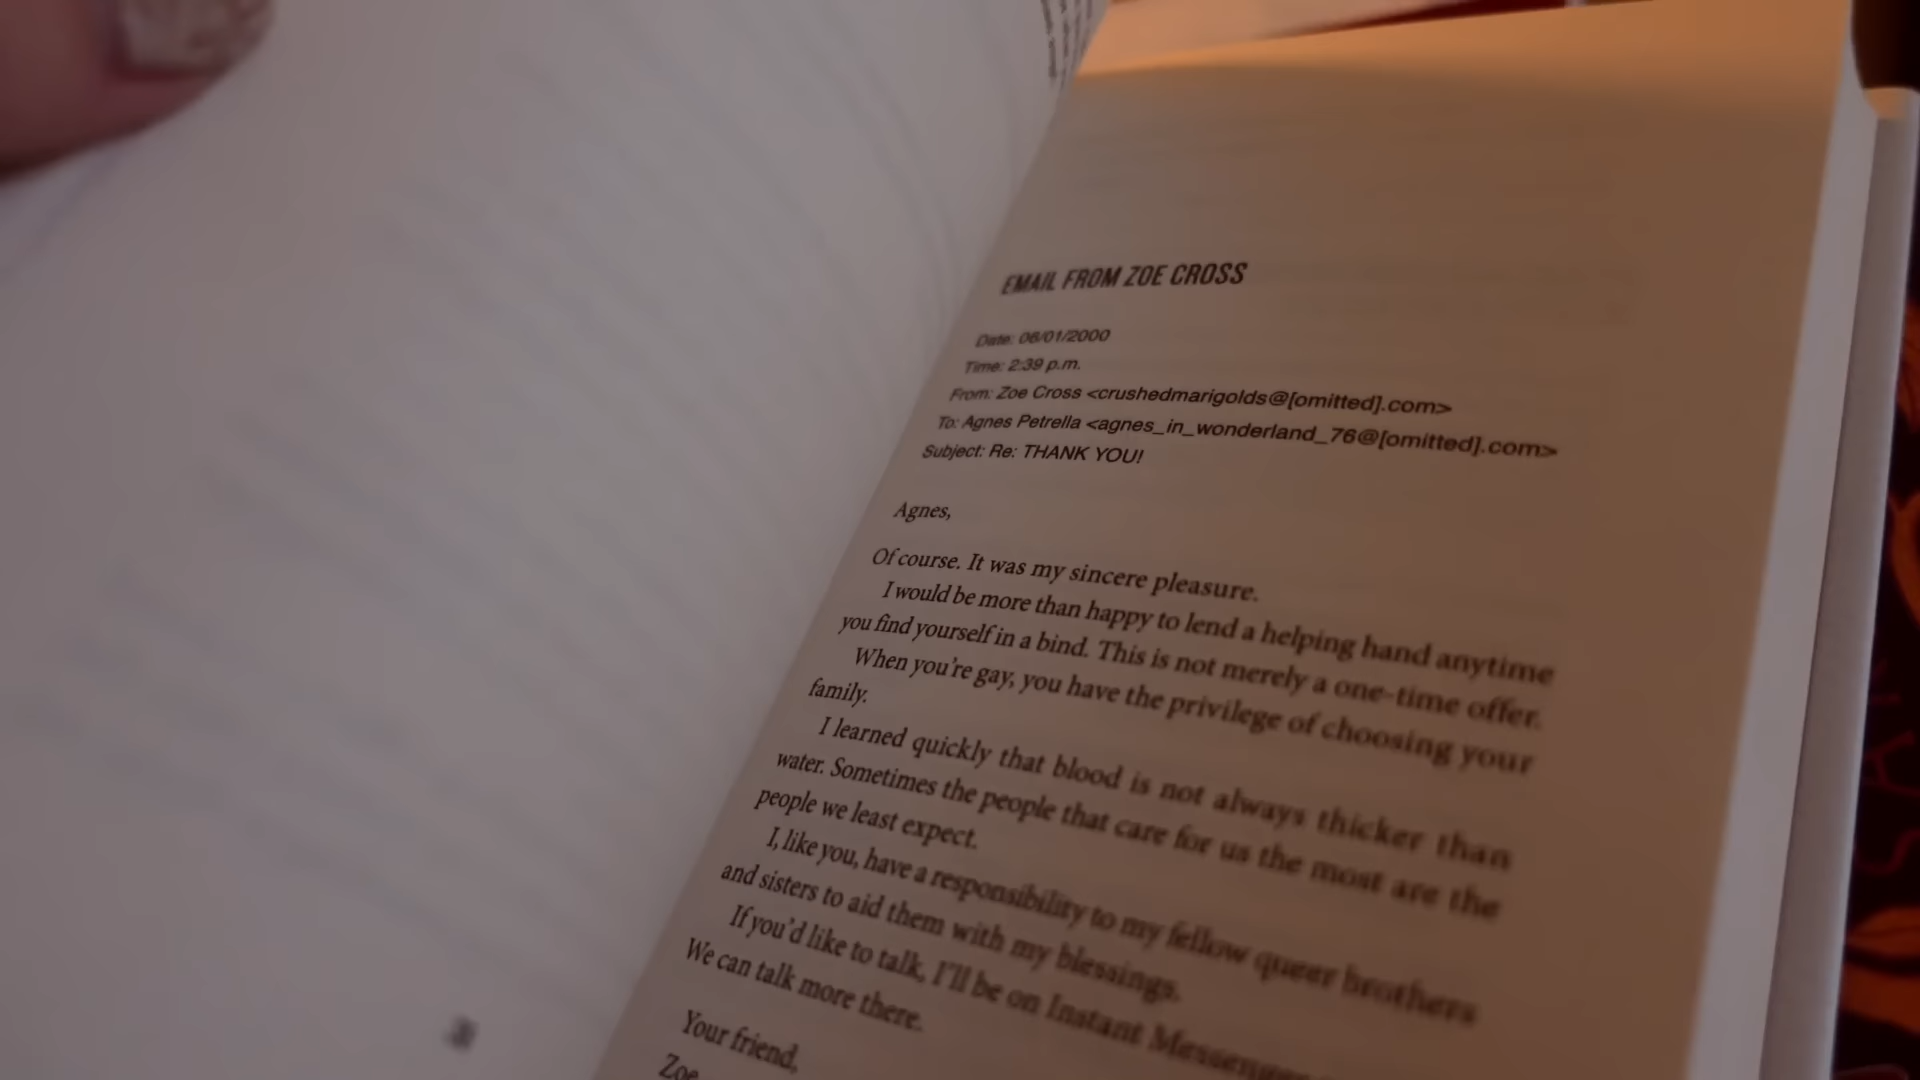 EMAIL FROM ZOE CROSS
Date: 06/01/2000
Time: 2:39 p.m.
From: Zoe Cross <crushedmarigolds@[omitted].com>
To: Agnes Petrella <agnes_in_wonderland_76@[omitted].com>
Subject: Re: THANK YOU!
Agnes,
Of course. It was my sincere pleasure.
I would be more than happy to lend a helping hand anytime
you find yourself in a bind. This is not merely a one-time offer.
When you're gay, you have the privilege of choosing your
family.
I learned quickly that blood is not always thicker than
water. Sometimes the people that care for us the most are the
people we least expect.
I, like you, have a responsibility to my fellow queer brothers
and sisters to aid them with my blessings.
If you'd like to talk, I'll be on Instant Messenger
We can talk more there.
Your friend,
Zoe